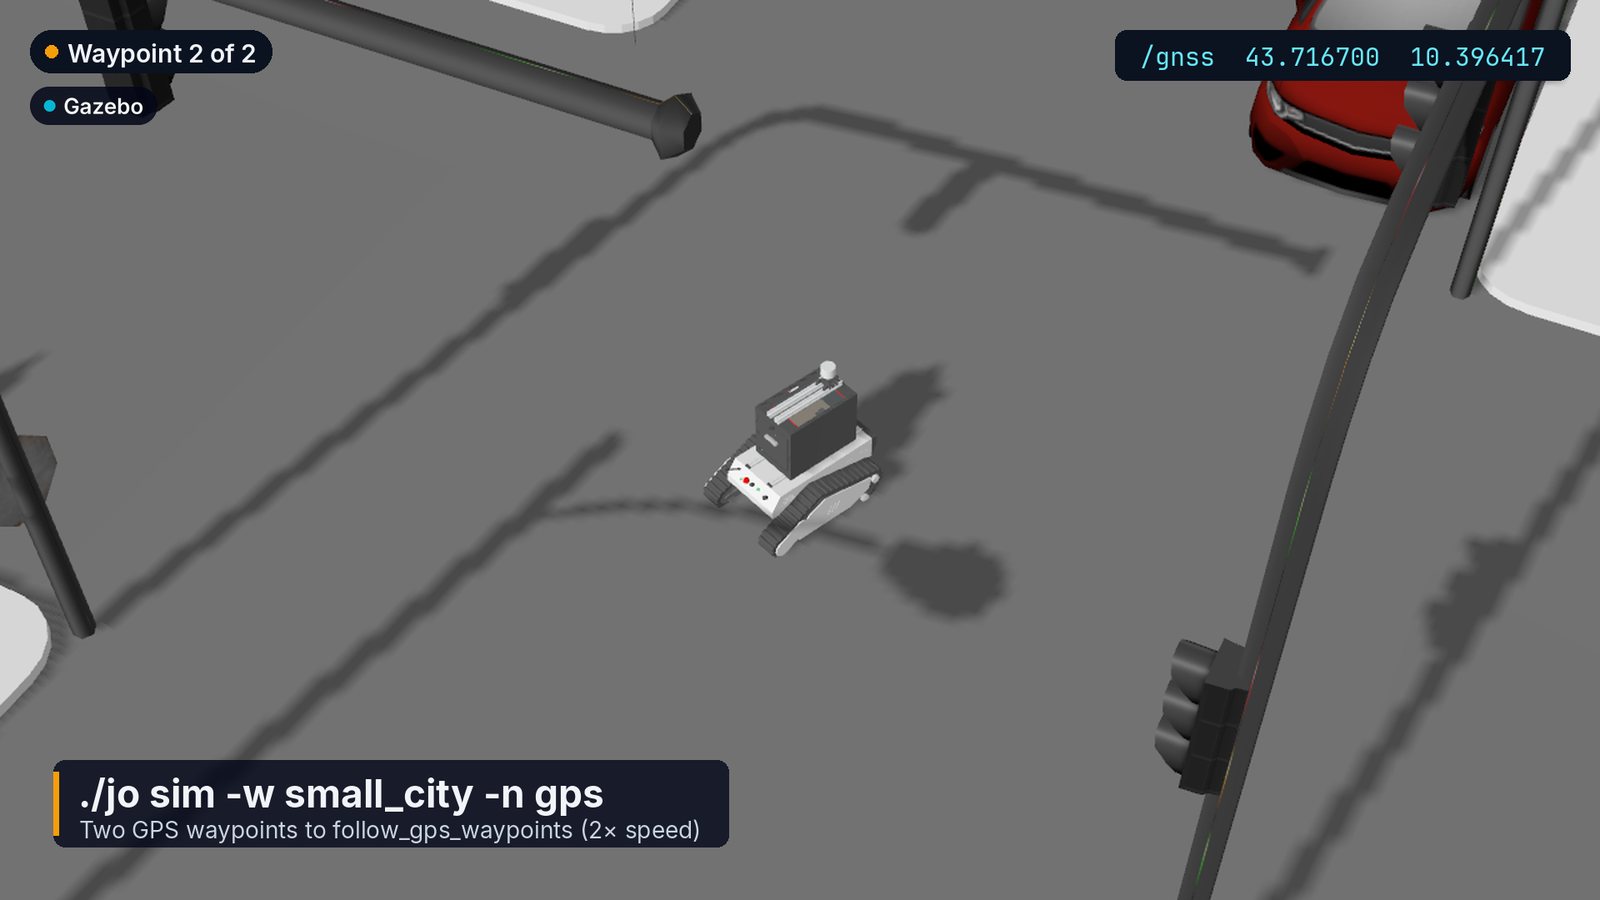 Waypoint 2 of 2
Gazebo
/gnss 43.716700 10.396417
./jo sim -w small_city -n gps
Two GPS waypoints to follow_gps_waypoints (2× speed)